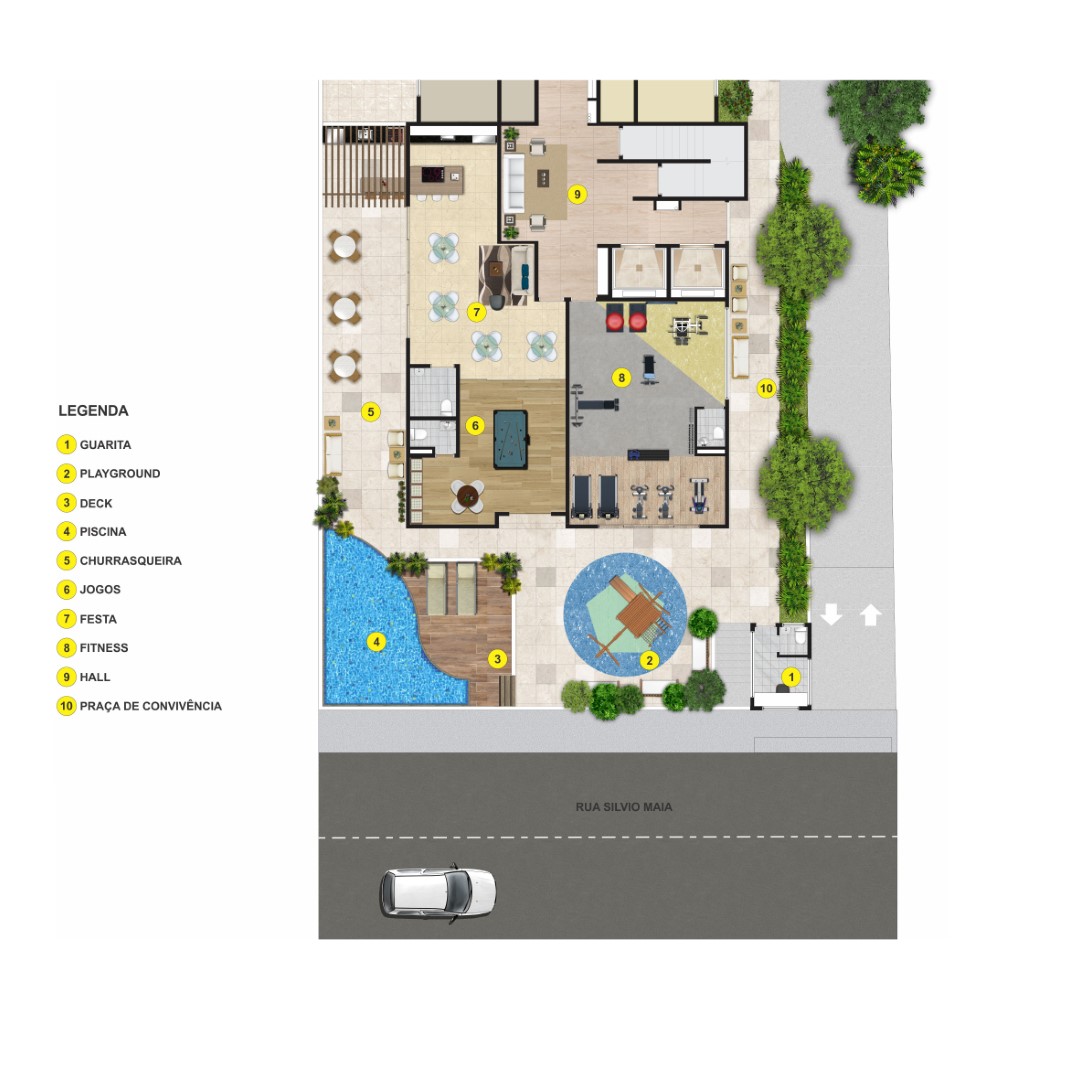 LEGENDA
1 GUARITA
2 PLAYGROUND
3 DECK
4 PISCINA
5 CHURRASQUEIRA
6 JOGOS
7 FESTA
8 FITNESS
9 HALL
10 PRAÇA DE CONVIVÊNCIA
9
7
8
10
5
6
4
3
2
1
RUA SILVIO MAIA